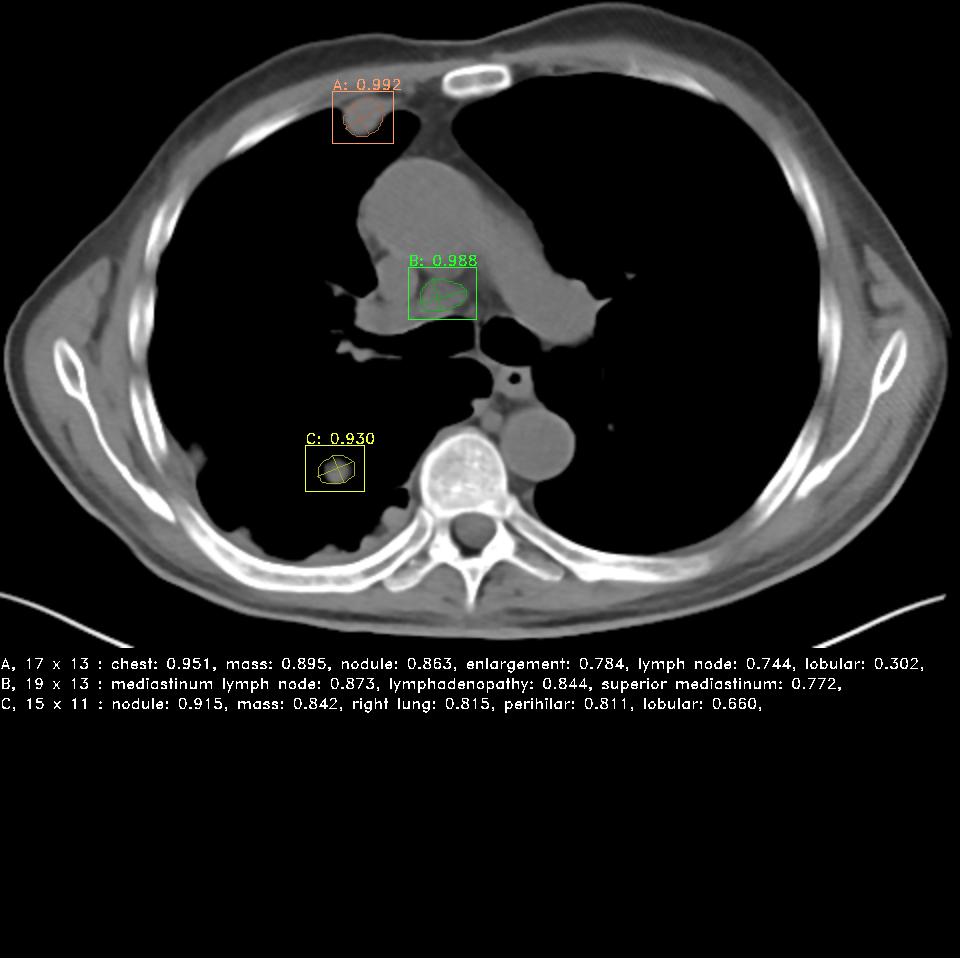 A: 0.992
B: 0.988
C: 0.930
A, 17 x 13 : chest: 0.951, mass: 0.895, nodule: 0.863, enlargement: 0.784, lymph node: 0.744, lobular: 0.302,
B, 19 x 13 : mediastinum lymph node: 0.873, lymphadenopathy: 0.844, superior mediastinum: 0.772,
C, 15 x 11 : nodule: 0.915, mass: 0.842, right lung: 0.815, perihilar: 0.811, lobular: 0.660,